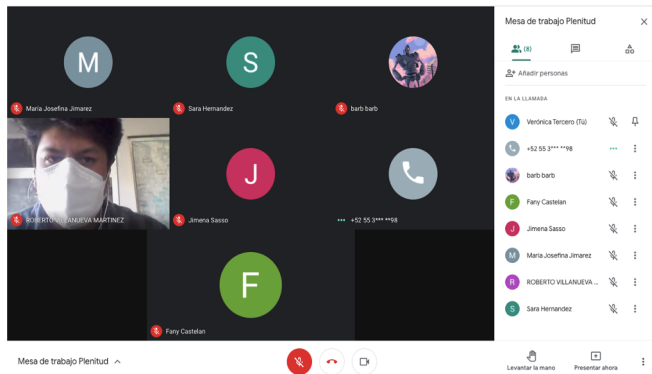 M
S
María Josefina Jimarez
Sara Hernandez
barb barb
J
ROBERTO VILLANUEVA MARTINEZ
Jimena Sasso
+52 55 3*** **98
F
Fany Castelan
Mesa de trabajo Plenitud
Mesa de trabajo Plenitud
(8)
Añadir personas
EN LA LLAMADA
V Verónica Tercero (Tú)
+52 55 3*** **98
barb barb
F Fany Castelan
J Jimena Sasso
M María Josefina Jimarez
R ROBERTO VILLANUEVA ...
S Sara Hernandez
Levantar la mano
Presentar ahora